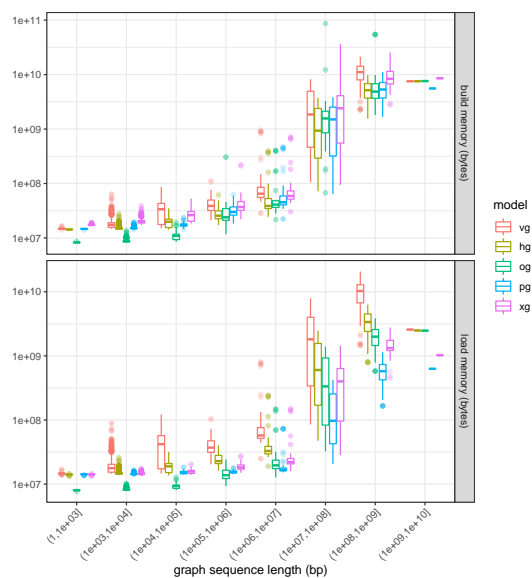 1e+11
1e+10
1e+09
1e+08
1e+07
build memory (bytes)
1e+10
1e+09
1e+08
1e+07
load memory (bytes)
(1,1e+03]
(1e+03,1e+04]
(1e+04,1e+05]
(1e+05,1e+06]
(1e+06,1e+07]
(1e+07,1e+08]
(1e+08,1e+09]
(1e+09,1e+10]
graph sequence length (bp)
model
vg
hg
og
pg
xg